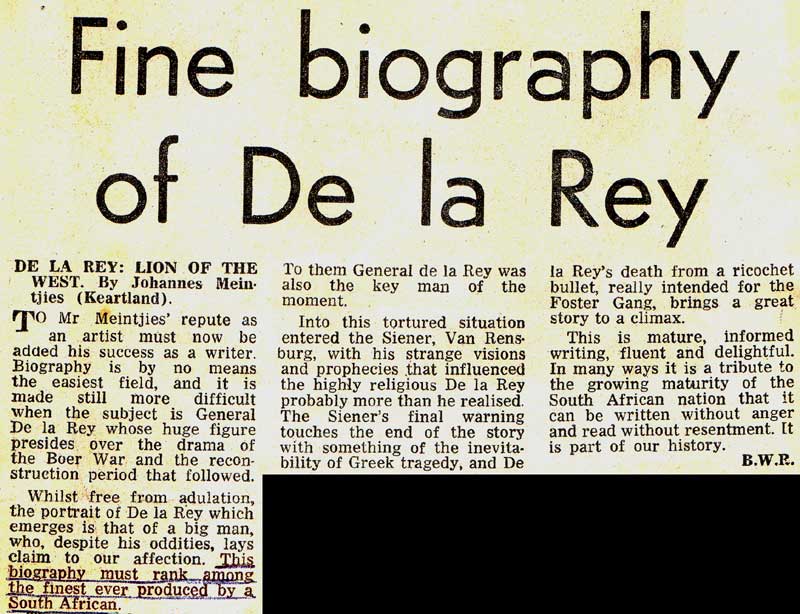 Fine biography
of De la Rey
DE LA REY: LION OF THE
WEST. By Johannes Mein-
tjies (Keartland).
TO Mr Meintjies' repute as
an artist must now be
added his success as a writer.
Biography is by no means
the easiest field, and it is
made still more difficult
when the subject is General
De la Rey whose huge figure
presides over the drama of
the Boer War and the recon-
struction period that followed.
Whilst free from adulation,
the portrait of De la Rey which
emerges is that of a big man,
who, despite his oddities, lays
claim to our affection. This
biography must rank among
the finest ever produced by a
South African.
To them General de la Rey was
also the key man of the
moment.
Into this tortured situation
entered the Siener, Van Rens-
burg, with his strange visions
and prophecies that influenced
the highly religious De la Rey
probably more than he realised.
The Siener's final warning
touches the end of the story
with something of the inevita-
bility of Greek tragedy, and De
la Rey's death from a ricochet
bullet, really intended for the
Foster Gang, brings a great
story to a climax.
This is mature, informed
writing, fluent and delightful.
In many ways it is a tribute to
the growing maturity of the
South African nation that it
can be written without anger
and read without resentment. It
is part of our history.
B.W.R.